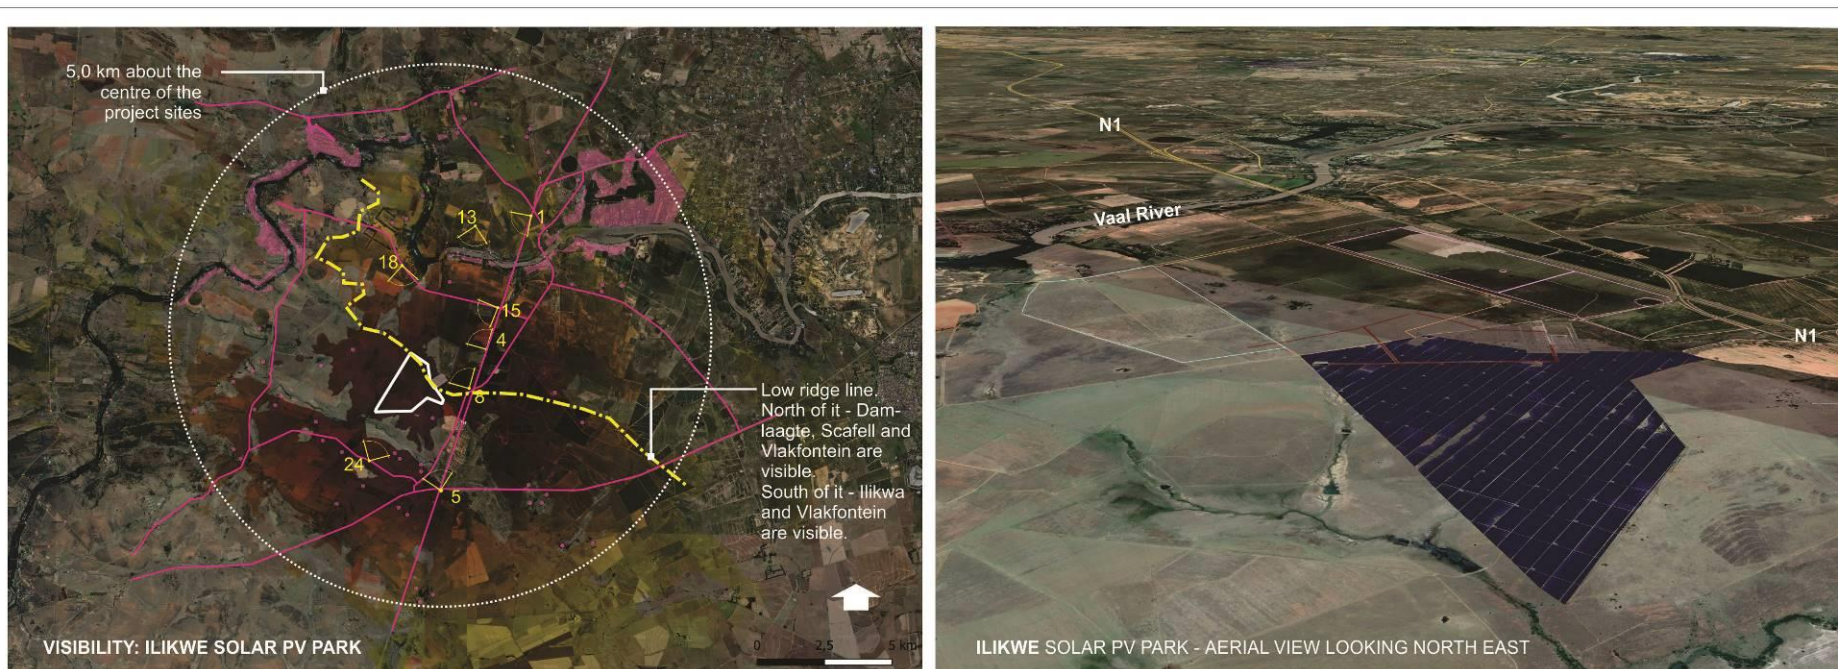 5,0 km about the
centre of the
project sites
13
1
18
15
4
8
24
5
Low ridge line.
North of it - Dam-
laagte, Scafell and
Vlakfontein are
visible.
South of it - Ilikwa
and Vlakfontein
are visible.
VISIBILITY: ILIKWE SOLAR PV PARK
0 2,5 5 km
N1
Vaal River
N1
ILIKWE SOLAR PV PARK - AERIAL VIEW LOOKING NORTH EAST